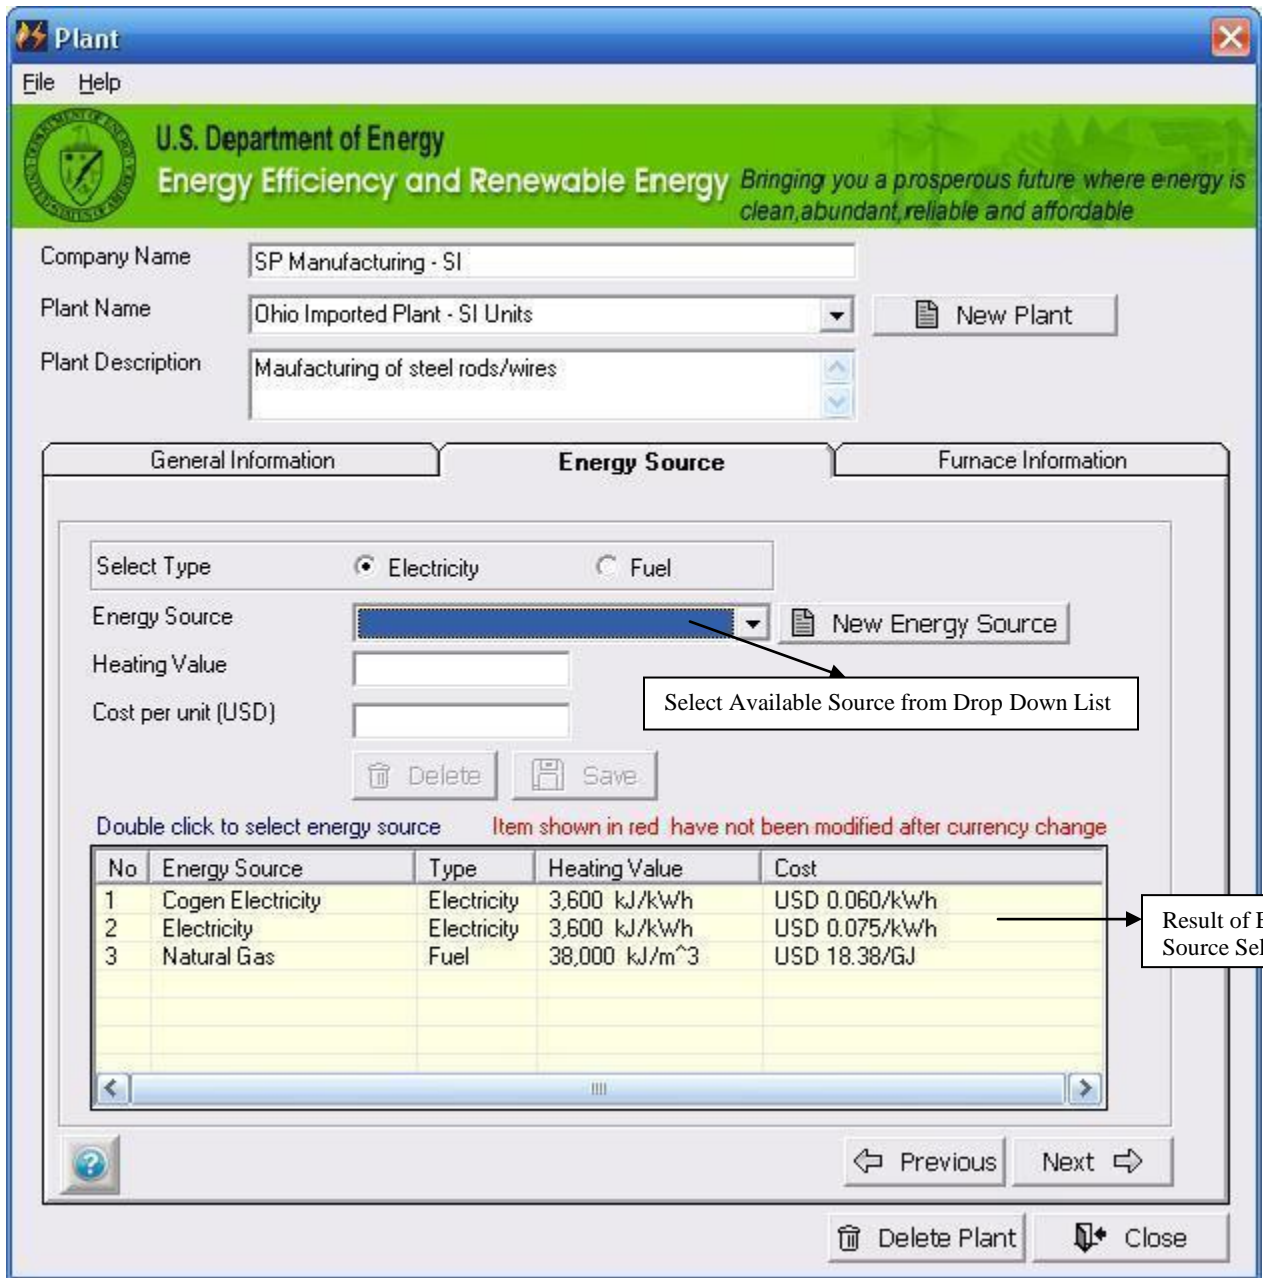 Plant
File Help
U.S. Department of Energy
Energy Efficiency and Renewable Energy
Bringing you a prosperous future where energy is
clean,abundant,reliable and affordable
Company Name SP Manufacturing - SI
Plant Name Ohio Imported Plant - SI Units New Plant
Plant Description Maufacturing of steel rods/wires
General Information Energy Source Furnace Information
Select Type Electricity Fuel
Energy Source New Energy Source
Heating Value
Select Available Source from Drop Down List
Cost per unit (USD)
Delete Save
Double click to select energy source Item shown in red have not been modified after currency change
No Energy Source Type Heating Value Cost
1 Cogen Electricity Electricity 3,600 kJ/kWh USD 0.060/kWh
2 Electricity Electricity 3,600 kJ/kWh USD 0.075/kWh
3 Natural Gas Fuel 38,000 kJ/m^3 USD 18.38/GJ
Result of
Source
Previous Next
Delete Plant Close